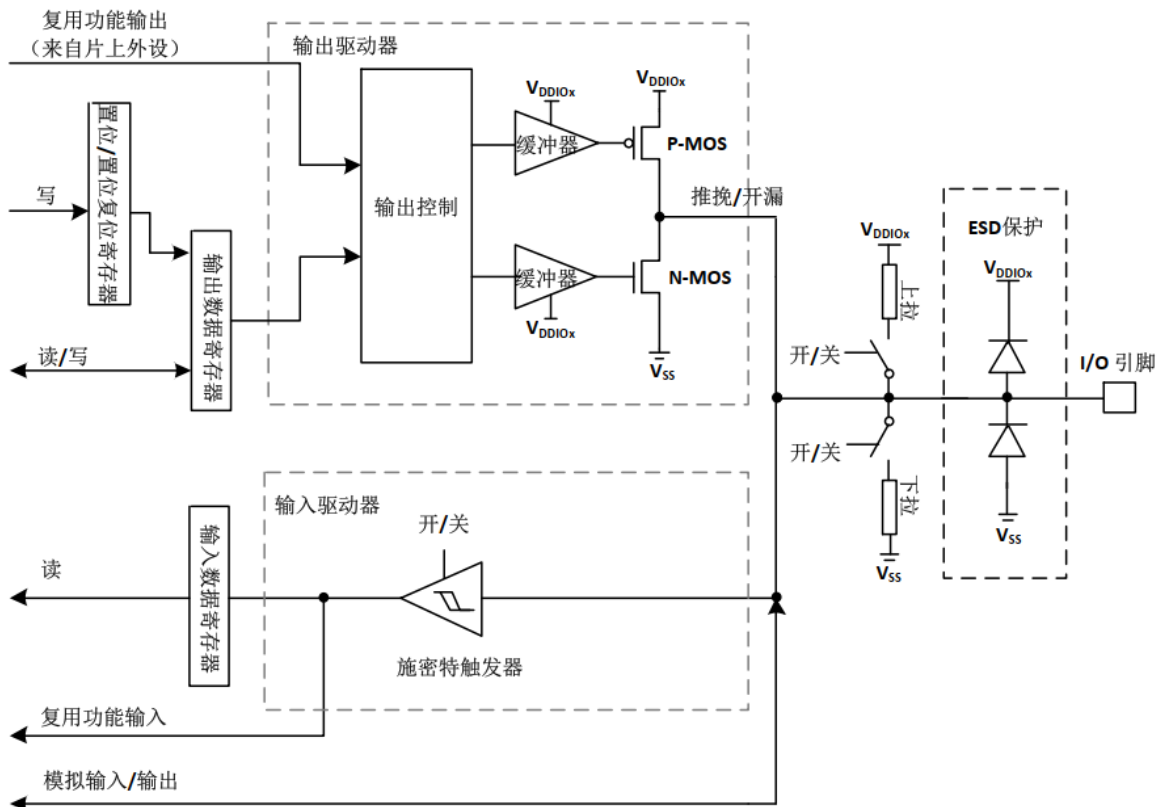 复用功能输出
（来自片上外设）
输出驱动器
VDDIOx
VDDIOx
缓冲器
P-MOS
置位/置位复位寄存器
写
输出控制
推挽/开漏
输出数据寄存器
缓冲器
N-MOS
VDDIOx
VSS
读/写
VDDIOx
上拉
开/关
ESD保护
VDDIOx
I/O 引脚
开/关
下拉
VSS
VSS
输入驱动器
开/关
读
输入数据寄存器
施密特触发器
复用功能输入
模拟输入/输出